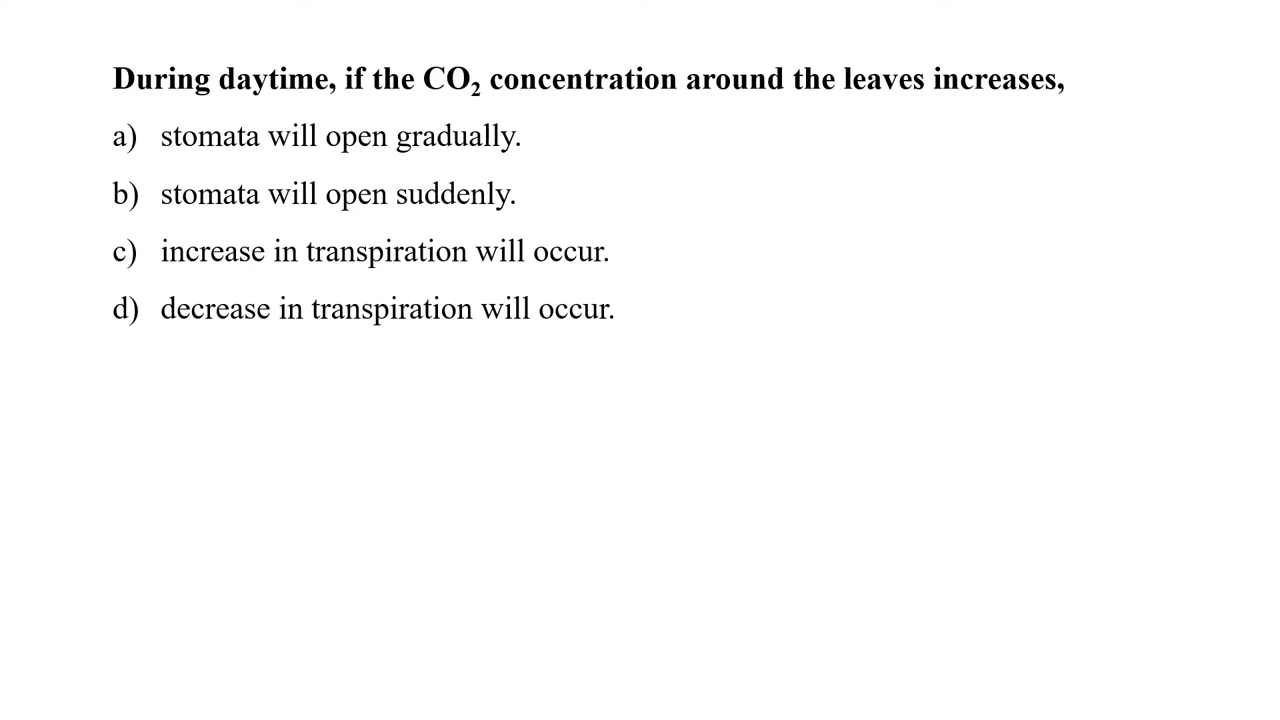 During daytime, if the CO₂ concentration around the leaves increases,
a) stomata will open gradually.
b) stomata will open suddenly.
c) increase in transpiration will occur.
d) decrease in transpiration will occur.